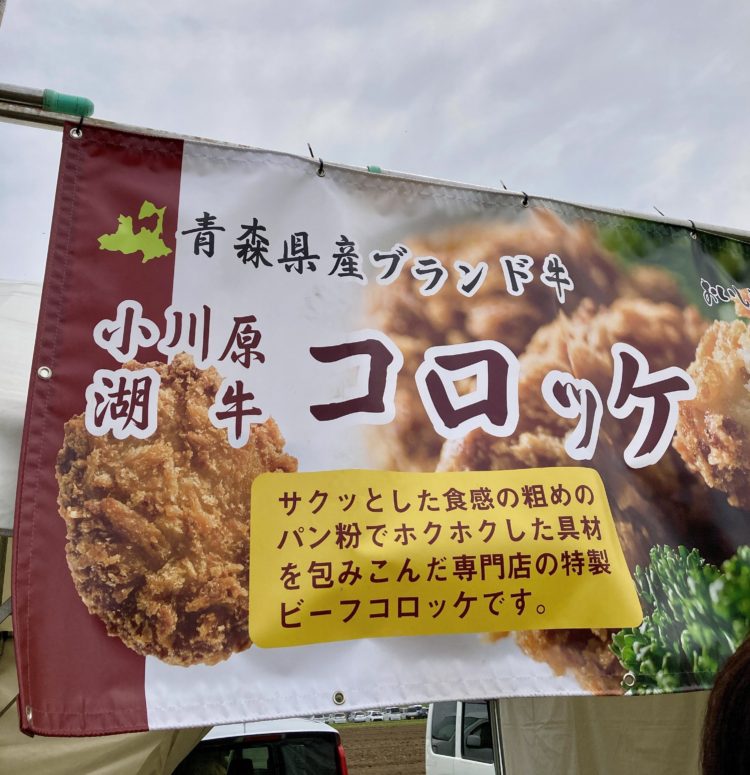 青森県産ブランド牛
小川原
湖牛
コロッケ
サクッとした食感の粗めの
パン粉でホクホクした具材
を包みこんだ専門店の特製
ビーフコロッケです。